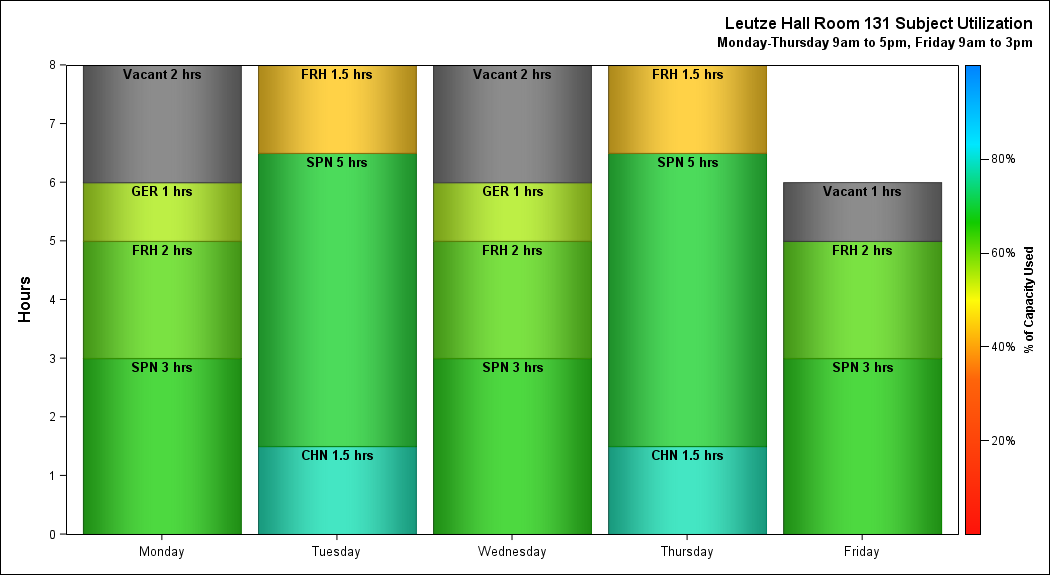 Leutze Hall Room 131 Subject Utilization
Monday-Thursday 9am to 5pm, Friday 9am to 3pm
Hours
8
7
6
5
4
3
2
1
0
Vacant 2 hrs
GER 1 hrs
FRH 2 hrs
SPN 3 hrs
FRH 1.5 hrs
SPN 5 hrs
CHN 1.5 hrs
Vacant 2 hrs
GER 1 hrs
FRH 2 hrs
SPN 3 hrs
FRH 1.5 hrs
SPN 5 hrs
CHN 1.5 hrs
Vacant 1 hrs
FRH 2 hrs
SPN 3 hrs
Monday
Tuesday
Wednesday
Thursday
Friday
80%
60%
40%
20%
% of Capacity Used